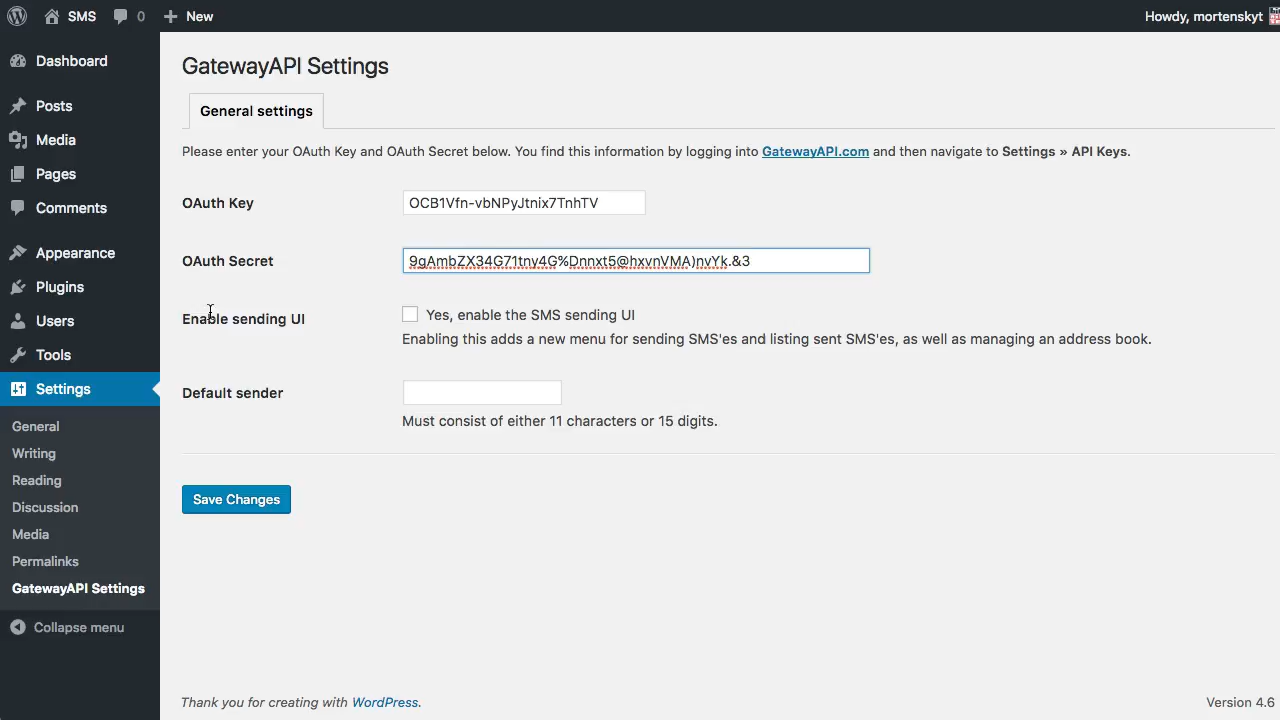 SMS 0 New Howdy, mortenskyt
Dashboard
Posts
Media
Pages
Comments
Appearance
Plugins
Users
Tools
Settings
General
Writing
Reading
Discussion
Media
Permalinks
GatewayAPI Settings
Collapse menu
GatewayAPI Settings
General settings
Please enter your OAuth Key and OAuth Secret below. You find this information by logging into GatewayAPI.com and then navigate to Settings » API Keys.
OAuth Key OCB1Vfn-vbNPyJtnix7TnhTV
OAuth Secret 9gAmbZX34G71tny4G%Dnnxt5@hxvnVMA)nvYk.&3
Enable sending UI Yes, enable the SMS sending UI
Enabling this adds a new menu for sending SMS'es and listing sent SMS'es, as well as managing an address book.
Default sender
Must consist of either 11 characters or 15 digits.
Save Changes
Thank you for creating with WordPress. Version 4.6